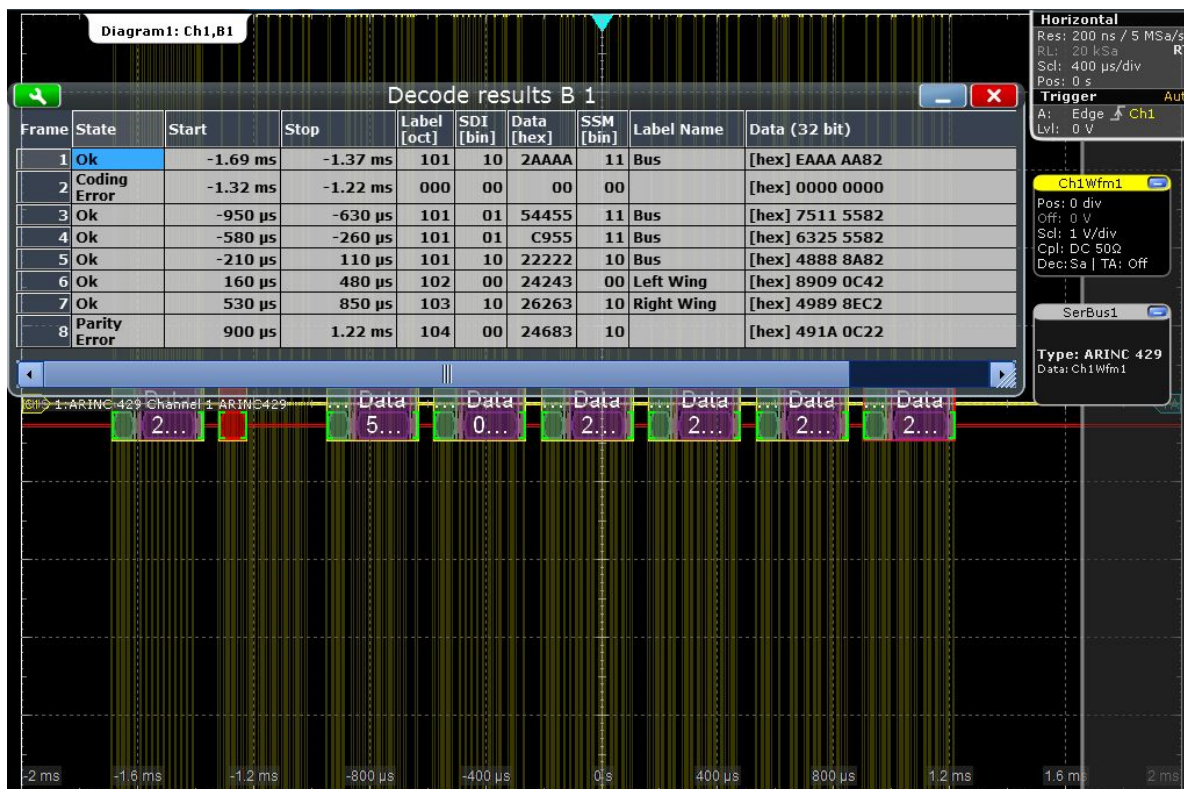 Diagram1: Ch1,B1
Horizontal
Res: 200 ns / 5 MSa/s
RL: 20 kSa R
Scl: 400 µs/div
Pos: 0 s
Trigger Aut
A: Edge Ch1
Lvl: 0 V
Decode results B 1
Frame State Start Stop Label [oct] SDI [bin] Data [hex] SSM [bin] Label Name Data (32 bit)
1 Ok -1.69 ms -1.37 ms 101 10 2AAAA 11 Bus [hex] EAAA AA82
2 Coding Error -1.32 ms -1.22 ms 000 00 00 00 [hex] 0000 0000
3 Ok -950 µs -630 µs 101 01 54455 11 Bus [hex] 7511 5582
4 Ok -580 µs -260 µs 101 01 C955 11 Bus [hex] 6325 5582
5 Ok -210 µs 110 µs 101 10 22222 10 Bus [hex] 4888 8A82
6 Ok 160 µs 480 µs 102 00 24243 00 Left Wing [hex] 8909 0C42
7 Ok 530 µs 850 µs 103 10 26263 10 Right Wing [hex] 4989 8EC2
8 Parity Error 900 µs 1.22 ms 104 00 24683 10 [hex] 491A 0C22
Ch1Wfm1
Pos: 0 div
Off: 0 V
Scl: 1 V/div
Cpl: DC 50Ω
Dec: Sa | TA: Off
SerBus1
Type: ARINC 429
Data: Ch1Wfm1
1:ARINC 429 Channel 1 ARINC429
... Data ... Data ... Data ... Data ... Data ... Data
2... 5... 0... 2... 2... 2... 2...
-2 ms -1.6 ms -1.2 ms -800 µs -400 µs 0 s 400 µs 800 µs 1.2 ms 1.6 ms 2 ms